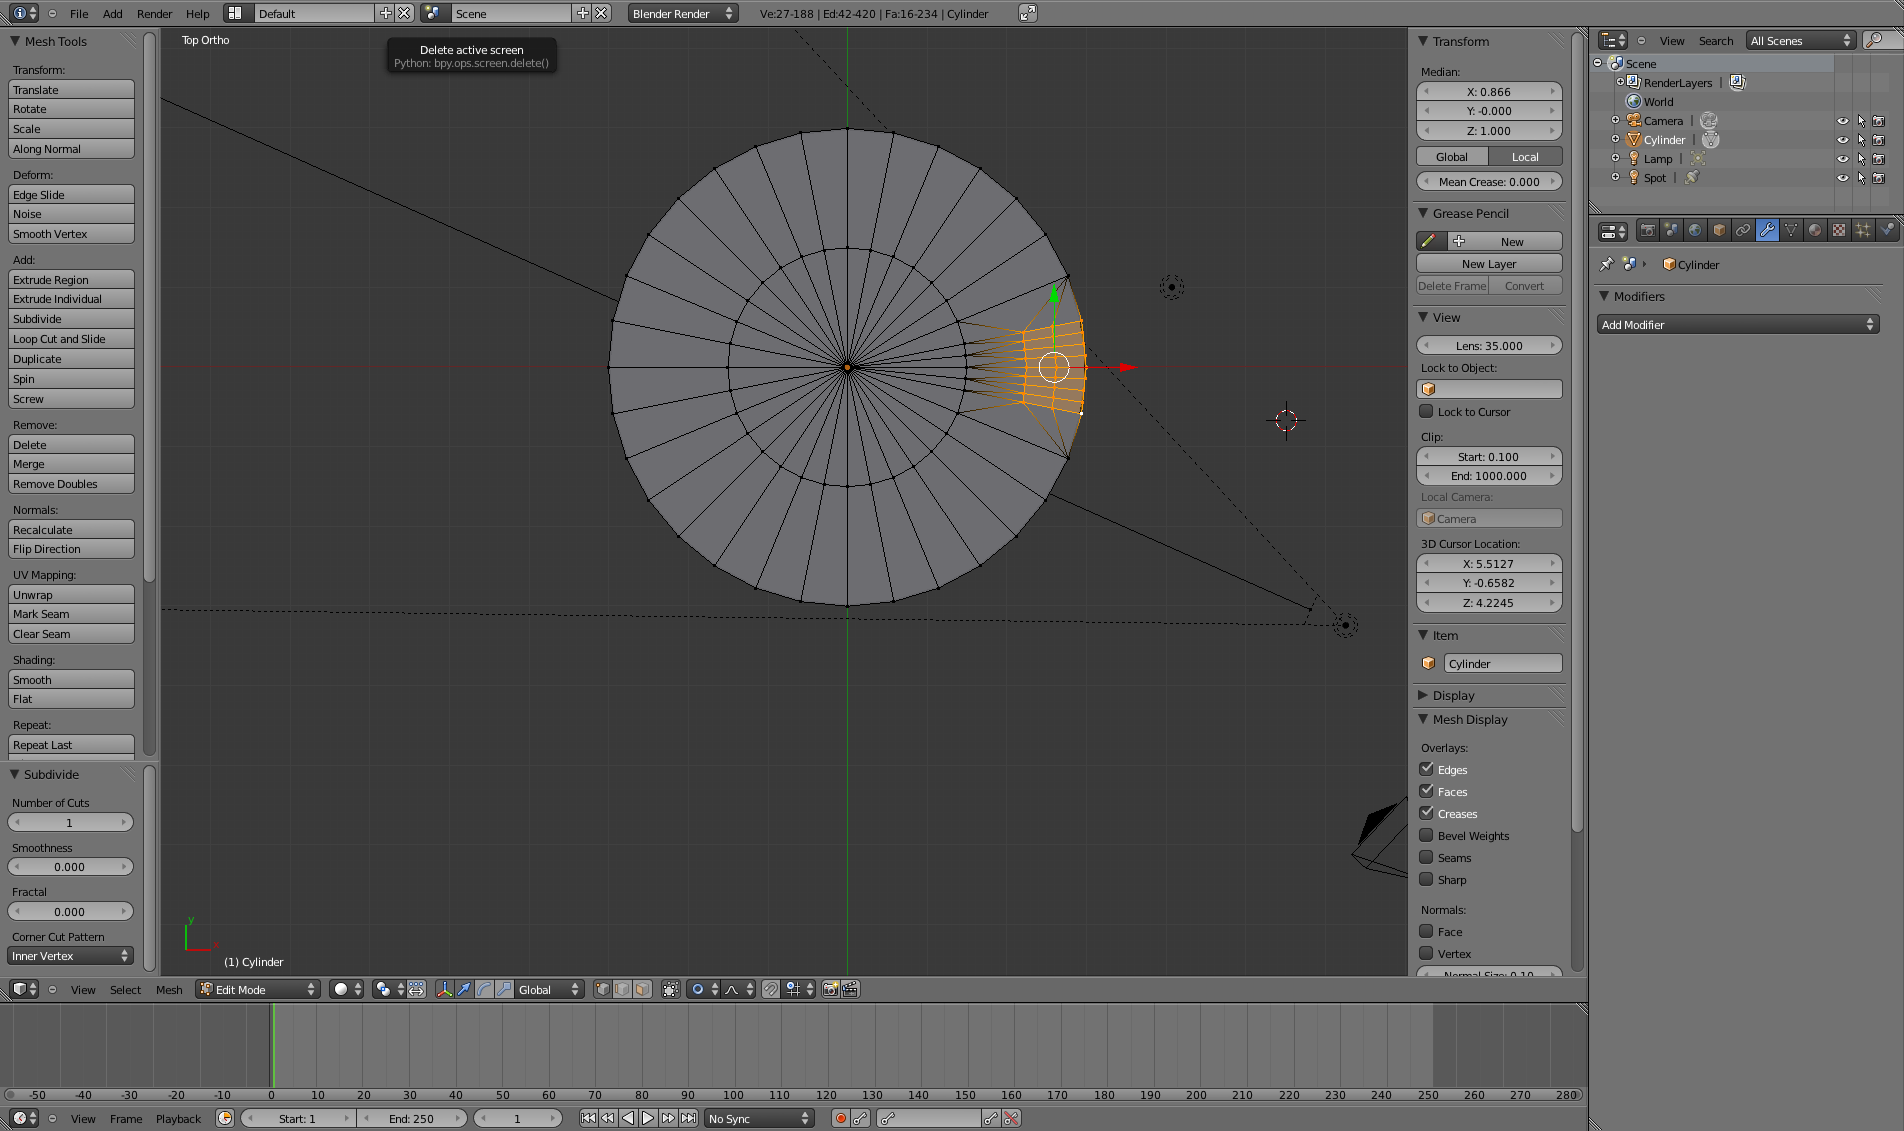 File Add Render Help Default Scene Blender Render Ve:27-188 | Ed:42-420 | Fa:16-234 | Cylinder
Delete active screen
Python: bpy.ops.screen.delete()
Top Ortho
(1) Cylinder
y
x
Mesh Tools
Transform:
Translate
Rotate
Scale
Along Normal
Deform:
Edge Slide
Noise
Smooth Vertex
Add:
Extrude Region
Extrude Individual
Subdivide
Loop Cut and Slide
Duplicate
Spin
Screw
Remove:
Delete
Merge
Remove Doubles
Normals:
Recalculate
Flip Direction
UV Mapping:
Unwrap
Mark Seam
Clear Seam
Shading:
Smooth
Flat
Repeat:
Repeat Last
Subdivide
Number of Cuts
1
Smoothness
0.000
Fractal
0.000
Corner Cut Pattern
Inner Vertex
Transform
Median:
X: 0.866
Y: -0.000
Z: 1.000
Global Local
Mean Crease: 0.000
Grease Pencil
New
New Layer
Delete Frame Convert
View
Lens: 35.000
Lock to Object:
Lock to Cursor
Clip:
Start: 0.100
End: 1000.000
Local Camera:
Camera
3D Cursor Location:
X: 5.5127
Y: -0.6582
Z: 4.2245
Item
Cylinder
Display
Mesh Display
Overlays:
Edges
Faces
Creases
Bevel Weights
Seams
Sharp
Normals:
Face
Vertex
Normal Size: 0.10
View Search All Scenes
Scene
RenderLayers |
World
Camera |
Cylinder |
Lamp |
Spot |
Cylinder
Modifiers
Add Modifier
View Select Mesh Edit Mode Global
-50 -40 -30 -20 -10 0 10 20 30 40 50 60 70 80 90 100 110 120 130 140 150 160 170 180 190 200 210 220 230 240 250 260 270 280
View Frame Playback Start: 1 End: 250 1 No Sync